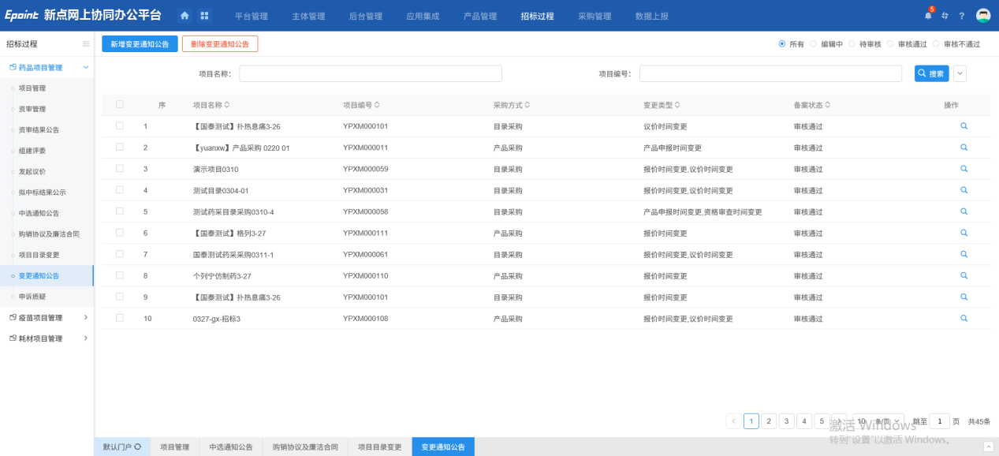 Epoint 新点网上协同办公平台 平台管理 主体管理 后台管理 应用集成 产品管理 招标过程 采购管理 数据上报 5 ?
招标过程
新增变更通知公告 删除变更通知公告 所有 编辑中 待审核 审核通过 审核不通过
药品项目管理
项目管理
资审管理
资审结果公告
组建评委
发起议价
拟中标结果公示
中选通知公告
购销协议及廉洁合同
项目目录变更
变更通知公告
申诉质疑
疫苗项目管理
耗材项目管理
项目名称: 项目编号: 搜索
序 项目名称 项目编号 采购方式 变更类型 备案状态 操作
1 【国泰测试】扑热息痛3-26 YPXM000101 目录采购 议价时间变更 审核通过
2 【yuanxw】产品采购 0220 01 YPXM000011 产品采购 产品申报时间变更 审核通过
3 演示项目0310 YPXM000059 目录采购 报价时间变更,议价时间变更 审核通过
4 测试目录0304-01 YPXM000031 目录采购 报价时间变更,议价时间变更 审核通过
5 测试药采目录采购0310-4 YPXM000058 目录采购 产品申报时间变更,资格审查时间变更 审核通过
6 【国泰测试】格列3-27 YPXM000111 产品采购 报价时间变更 审核通过
7 国泰测试药采采购0311-1 YPXM000061 目录采购 报价时间变更,议价时间变更 审核通过
8 个列宁仿制药3-27 YPXM000110 产品采购 报价时间变更 审核通过
9 【国泰测试】扑热息痛3-26 YPXM000101 目录采购 报价时间变更 审核通过
10 0327-gx-招标3 YPXM000108 产品采购 报价时间变更,议价时间变更 审核通过
1 2 3 4 5 10 条/页 跳至 1 页 共45条
激活 Windows
转到"设置"以激活 Windows。
默认门户 项目管理 中选通知公告 购销协议及廉洁合同 项目目录变更 变更通知公告